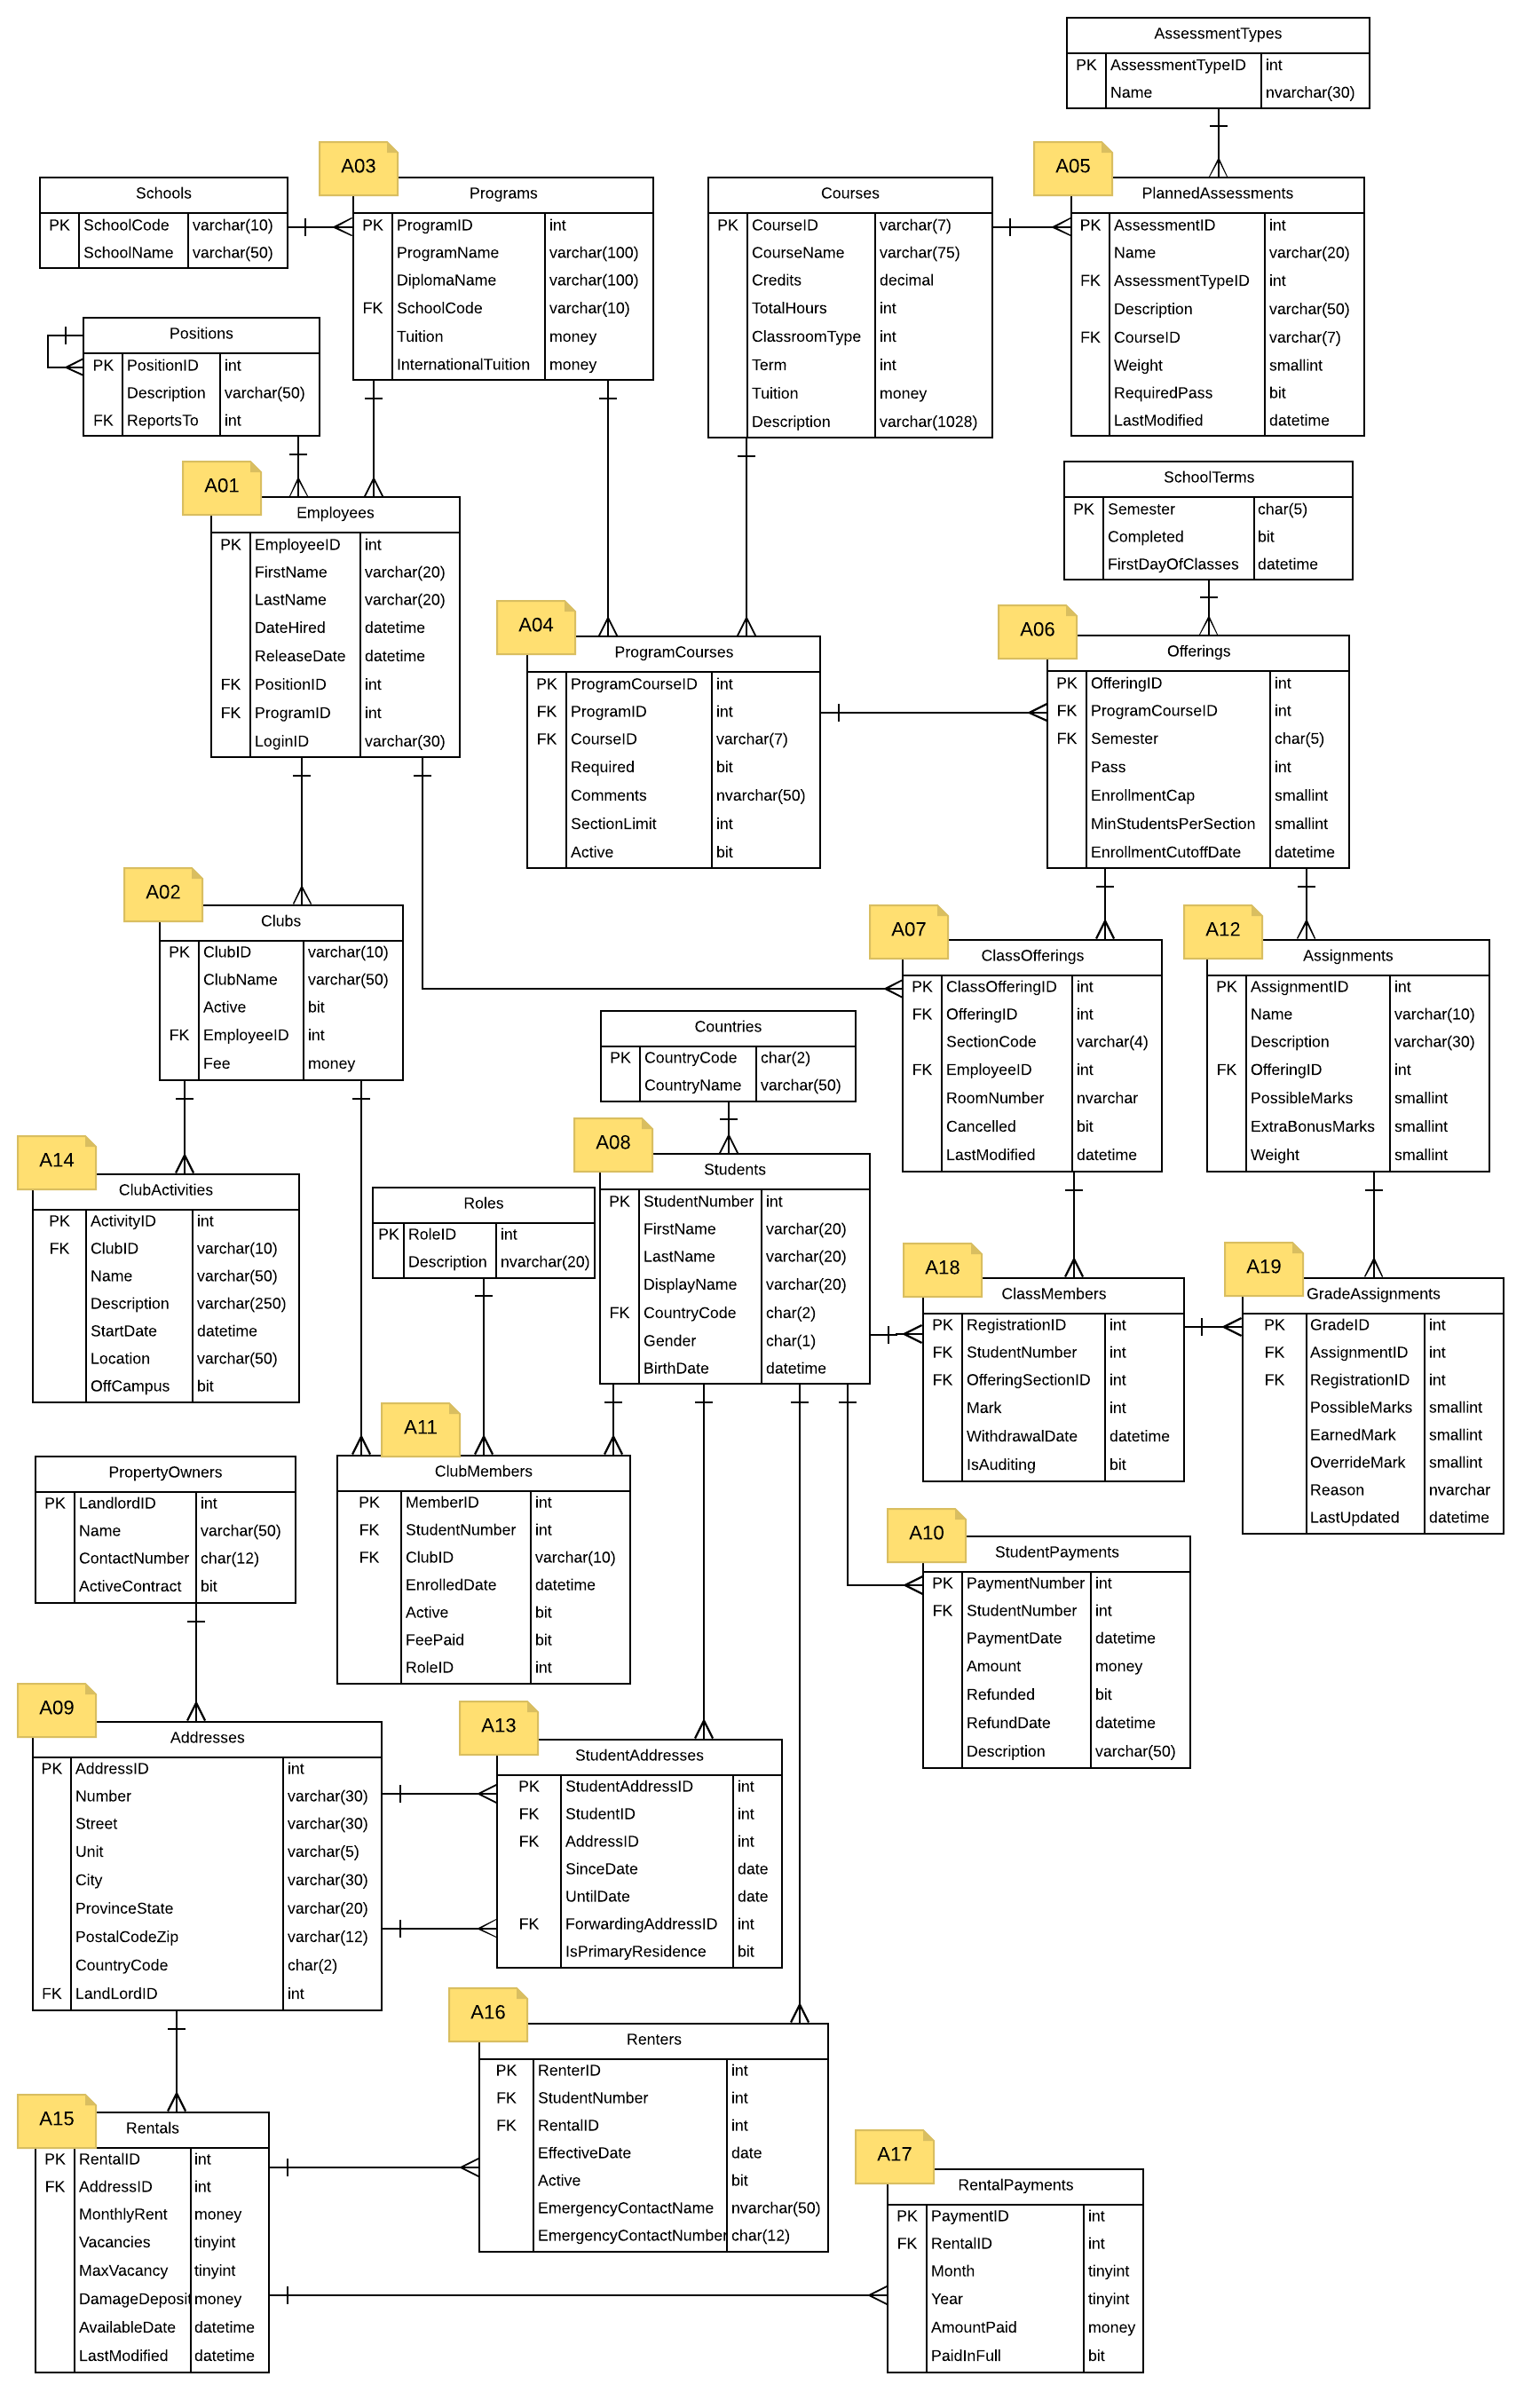 AssessmentTypes
PK AssessmentTypeID int
Name nvarchar(30)
A03
A05
Schools
PK SchoolCode varchar(10)
SchoolName varchar(50)
Programs
PK ProgramID int
ProgramName varchar(100)
DiplomaName varchar(100)
FK SchoolCode varchar(10)
Tuition money
InternationalTuition money
Courses
PK CourseID varchar(7)
CourseName varchar(75)
Credits decimal
TotalHours int
ClassroomType int
Term int
Tuition money
Description varchar(1028)
PlannedAssessments
PK AssessmentID int
Name varchar(20)
FK AssessmentTypeID int
Description varchar(50)
FK CourseID varchar(7)
Weight smallint
RequiredPass bit
LastModified datetime
Positions
PK PositionID int
Description varchar(50)
FK ReportsTo int
A01
Employees
PK EmployeeID int
FirstName varchar(20)
LastName varchar(20)
DateHired datetime
ReleaseDate datetime
FK PositionID int
FK ProgramID int
LoginID varchar(30)
SchoolTerms
PK Semester char(5)
Completed bit
FirstDayOfClasses datetime
A04
ProgramCourses
PK ProgramCourseID int
FK ProgramID int
FK CourseID varchar(7)
Required bit
Comments nvarchar(50)
SectionLimit int
Active bit
A06
Offerings
PK OfferingID int
FK ProgramCourseID int
FK Semester char(5)
Pass int
EnrollmentCap smallint
MinStudentsPerSection smallint
EnrollmentCutoffDate datetime
A02
Clubs
PK ClubID varchar(10)
ClubName varchar(50)
Active bit
FK EmployeeID int
Fee money
A07
ClassOfferings
PK ClassOfferingID int
FK OfferingID int
SectionCode varchar(4)
FK EmployeeID int
RoomNumber nvarchar
Cancelled bit
LastModified datetime
A12
Assignments
PK AssignmentID int
Name varchar(10)
Description varchar(30)
FK OfferingID int
PossibleMarks smallint
ExtraBonusMarks smallint
Weight smallint
Countries
PK CountryCode char(2)
CountryName varchar(50)
A14
ClubActivities
PK ActivityID int
FK ClubID varchar(10)
Name varchar(50)
Description varchar(250)
StartDate datetime
Location varchar(50)
OffCampus bit
Roles
PK RoleID int
Description nvarchar(20)
A08
Students
PK StudentNumber int
FirstName varchar(20)
LastName varchar(20)
DisplayName varchar(20)
FK CountryCode char(2)
Gender char(1)
BirthDate datetime
A18
ClassMembers
PK RegistrationID int
FK StudentNumber int
FK OfferingSectionID int
Mark int
WithdrawalDate datetime
IsAuditing bit
A19
GradeAssignments
PK GradeID int
FK AssignmentID int
FK RegistrationID int
PossibleMarks smallint
EarnedMark smallint
OverrideMark smallint
Reason nvarchar
LastUpdated datetime
A11
ClubMembers
PK MemberID int
FK StudentNumber int
FK ClubID varchar(10)
EnrolledDate datetime
Active bit
FeePaid bit
RoleID int
PropertyOwners
PK LandlordID int
Name varchar(50)
ContactNumber char(12)
ActiveContract bit
A10
StudentPayments
PK PaymentNumber int
FK StudentNumber int
PaymentDate datetime
Amount money
Refunded bit
RefundDate datetime
Description varchar(50)
A09
Addresses
PK AddressID int
Number varchar(30)
Street varchar(30)
Unit varchar(5)
City varchar(30)
ProvinceState varchar(20)
PostalCodeZip varchar(12)
CountryCode char(2)
FK LandLordID int
A13
StudentAddresses
PK StudentAddressID int
FK StudentID int
FK AddressID int
SinceDate date
UntilDate date
FK ForwardingAddressID int
IsPrimaryResidence bit
A16
Renters
PK RenterID int
FK StudentNumber int
FK RentalID int
EffectiveDate date
Active bit
EmergencyContactName nvarchar(50)
EmergencyContactNumber char(12)
A15
Rentals
PK RentalID int
FK AddressID int
MonthlyRent money
Vacancies tinyint
MaxVacancy tinyint
DamageDeposit money
AvailableDate datetime
LastModified datetime
A17
RentalPayments
PK PaymentID int
FK RentalID int
Month tinyint
Year tinyint
AmountPaid money
PaidInFull bit